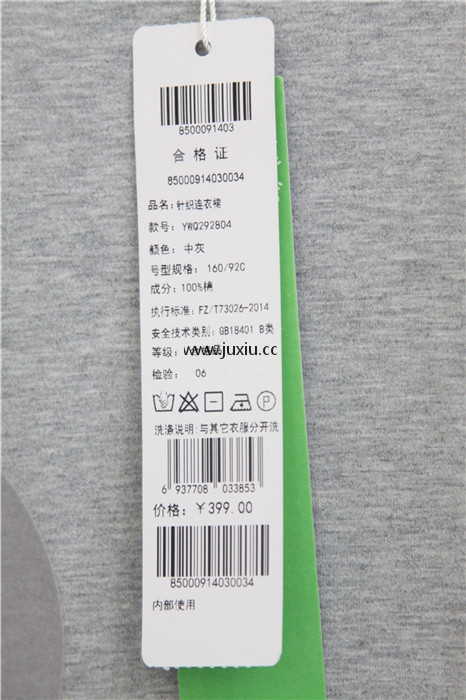 8500091403
合格证
85000914030034
品名：针织连衣裙
款号： YWQ292804
颜色： 中灰
号型规格： 160/92C
成分：100%棉
执行标准： FZ/T73026-2014
安全技术类别： GB18401 B类
等级：
www.juxiu.cc
检验： 06
洗涤说明:与其它衣服分开洗
6 937708 033853
价格：￥399.00
85000914030034
内部使用